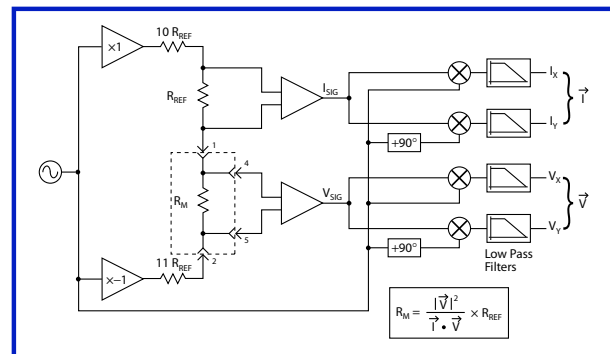 10 R_REF
×1
R_REF
I_SIG
I_X
I_Y
I
+90°
1
4
R_M
V_SIG
V_X
V_Y
V
5
2
+90°
11 R_REF
×−1
Low Pass
Filters
R_M = |V|² / I • V × R_REF